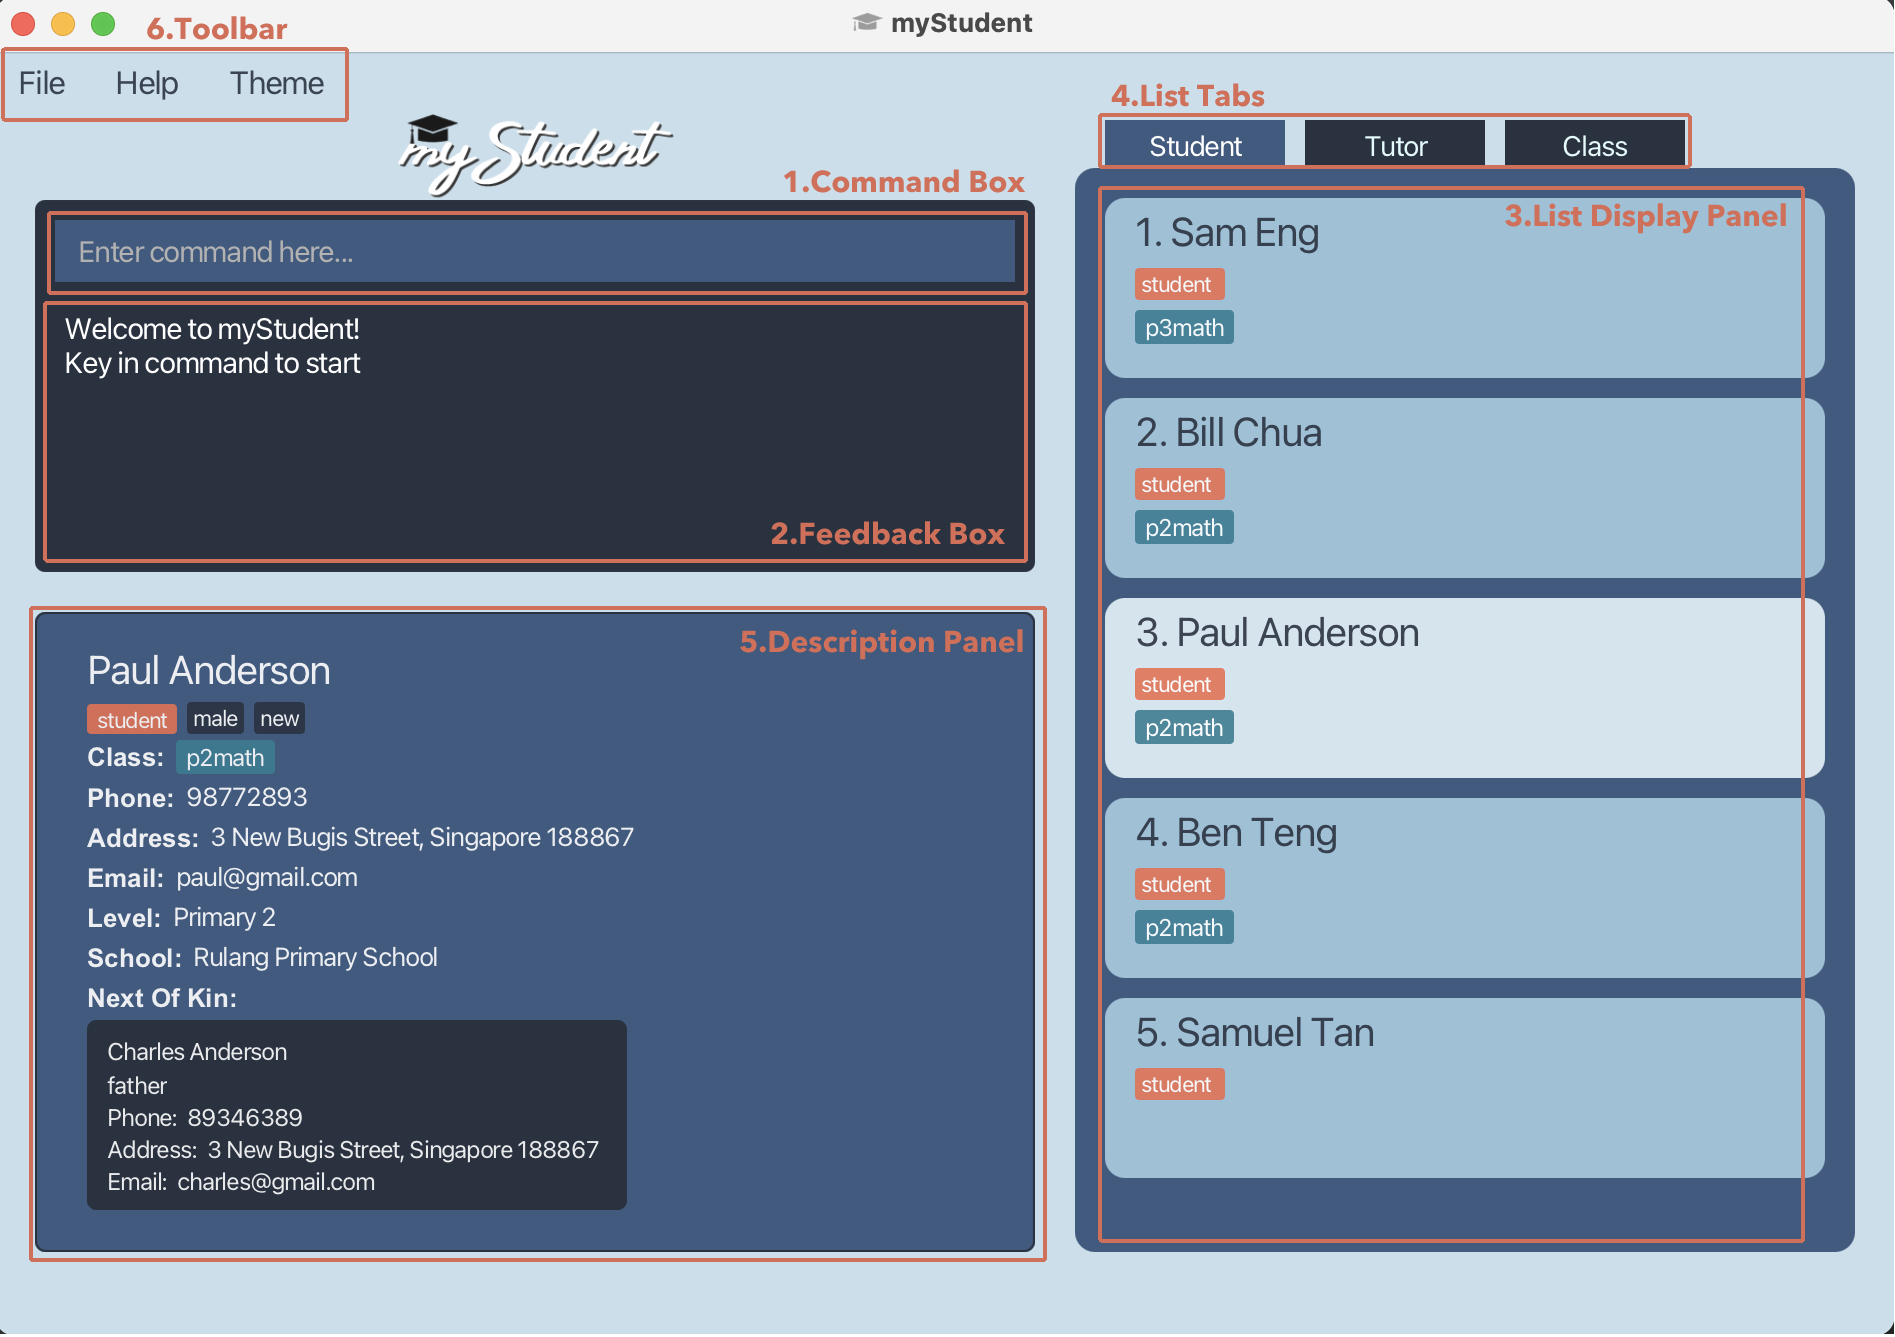 myStudent
6.Toolbar
File Help Theme
myStudent
1.Command Box
Enter command here...
Welcome to myStudent!
Key in command to start
2.Feedback Box
5.Description Panel
Paul Anderson
student male new
Class: p2math
Phone: 98772893
Address: 3 New Bugis Street, Singapore 188867
Email: paul@gmail.com
Level: Primary 2
School: Rulang Primary School
Next Of Kin:
Charles Anderson
father
Phone: 89346389
Address: 3 New Bugis Street, Singapore 188867
Email: charles@gmail.com
4.List Tabs
Student Tutor Class
3.List Display Panel
1. Sam Eng
student
p3math
2. Bill Chua
student
p2math
3. Paul Anderson
student
p2math
4. Ben Teng
student
p2math
5. Samuel Tan
student